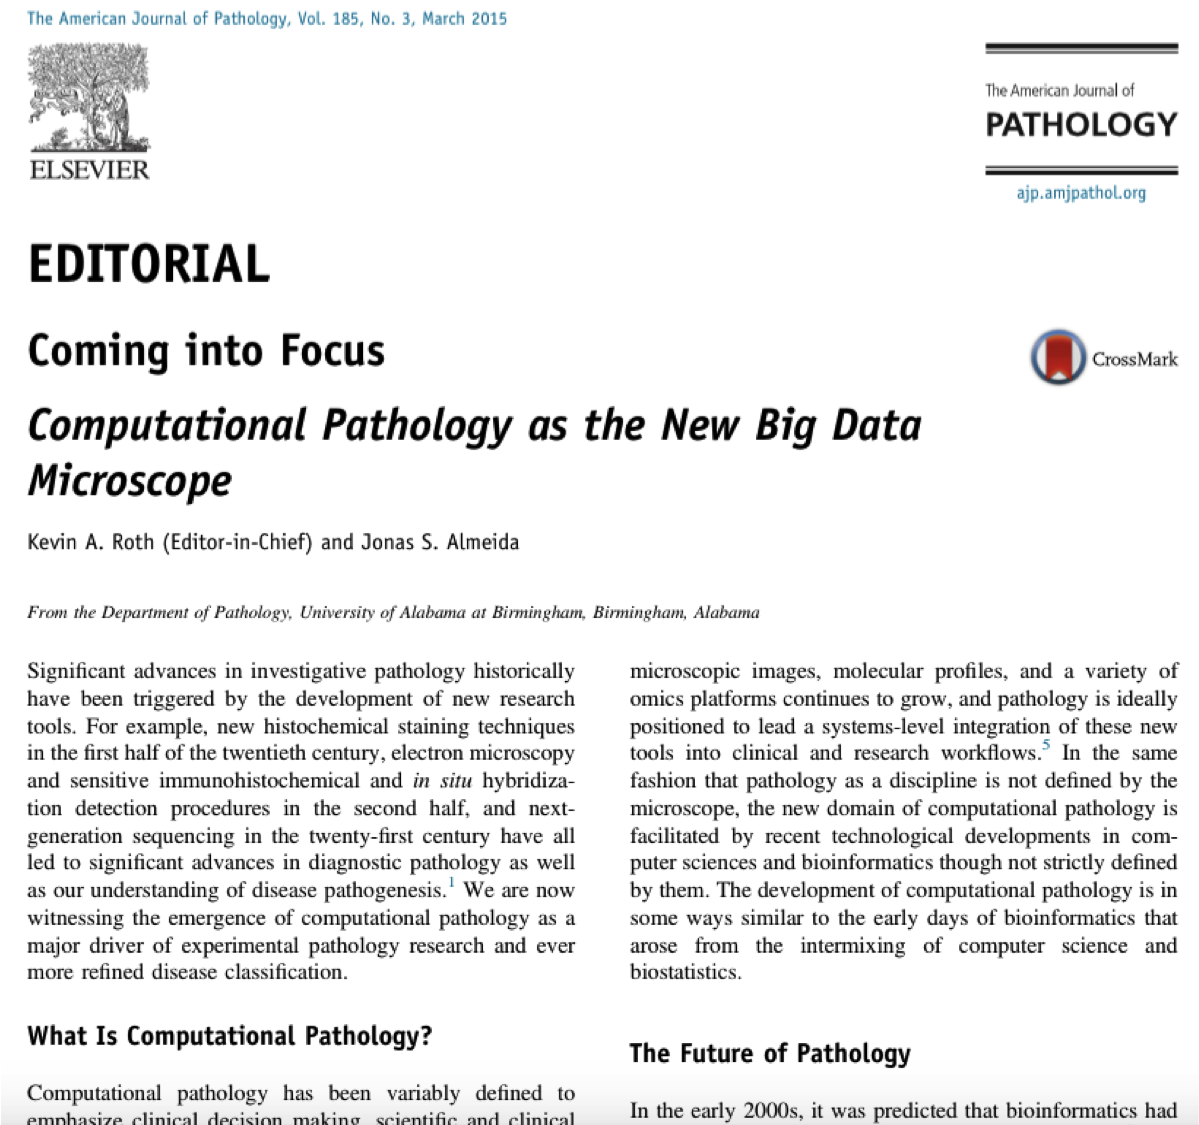 The American Journal of Pathology, Vol. 185, No. 3, March 2015
ELSEVIER
The American Journal of
PATHOLOGY
ajp.amjpathol.org
EDITORIAL
Coming into Focus
CrossMark
Computational Pathology as the New Big Data
Microscope
Kevin A. Roth (Editor-in-Chief) and Jonas S. Almeida
From the Department of Pathology, University of Alabama at Birmingham, Birmingham, Alabama
Significant advances in investigative pathology historically
have been triggered by the development of new research
tools. For example, new histochemical staining techniques
in the first half of the twentieth century, electron microscopy
and sensitive immunohistochemical and in situ hybridiza-
tion detection procedures in the second half, and next-
generation sequencing in the twenty-first century have all
led to significant advances in diagnostic pathology as well
as our understanding of disease pathogenesis.1 We are now
witnessing the emergence of computational pathology as a
major driver of experimental pathology research and ever
more refined disease classification.
What Is Computational Pathology?
Computational pathology has been variably defined to
emphasize clinical decision making, scientific and clinical
microscopic images, molecular profiles, and a variety of
omics platforms continues to grow, and pathology is ideally
positioned to lead a systems-level integration of these new
tools into clinical and research workflows.5 In the same
fashion that pathology as a discipline is not defined by the
microscope, the new domain of computational pathology is
facilitated by recent technological developments in com-
puter sciences and bioinformatics though not strictly defined
by them. The development of computational pathology is in
some ways similar to the early days of bioinformatics that
arose from the intermixing of computer science and
biostatistics.
The Future of Pathology
In the early 2000s, it was predicted that bioinformatics had